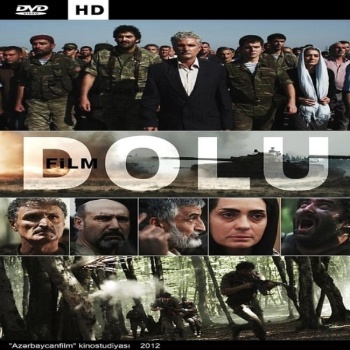 DVD
VIDEO
HD
FiLM
DOLU
"Azərbaycanfilm" kinostudiyası 2012